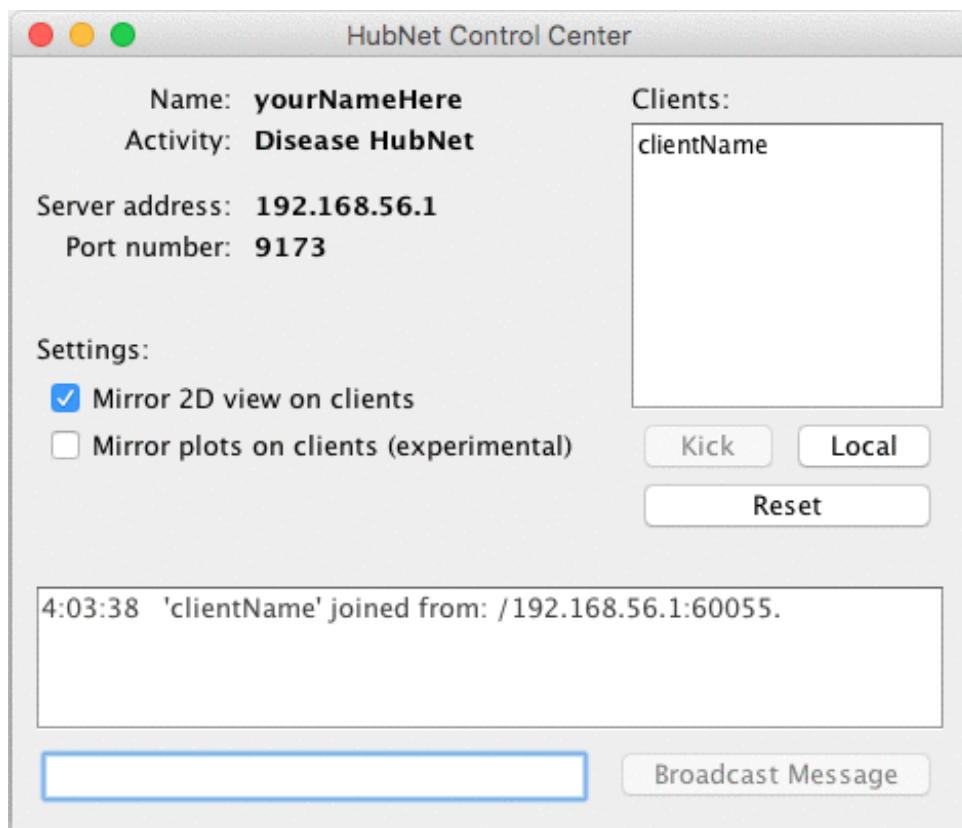 HubNet Control Center
Name: yourNameHere
Activity: Disease HubNet
Server address: 192.168.56.1
Port number: 9173
Clients:
clientName
Settings:
Mirror 2D view on clients
Mirror plots on clients (experimental)
Kick
Local
Reset
4:03:38 'clientName' joined from: /192.168.56.1:60055.
Broadcast Message